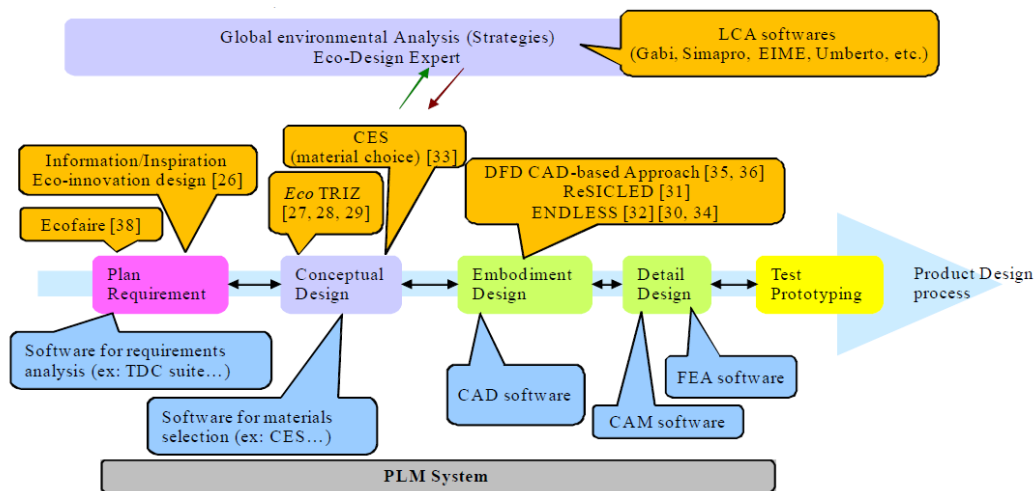 Global environmental Analysis (Strategies)
Eco-Design Expert
LCA softwares
(Gabi, Simapro, EIME, Umberto, etc.)
Information/Inspiration
Eco-innovation design [26]
CES
(material choice) [33]
Ecofaire [38]
Eco TRIZ
[27, 28, 29]
DFD CAD-based Approach [35, 36]
ReSICLED [31]
ENDLESS [32] [30, 34]
Plan
Requirement
Conceptual
Design
Embodiment
Design
Detail
Design
Test
Prototyping
Product Design
process
Software for requirements
analysis (ex: TDC suite…)
Software for materials
selection (ex: CES…)
CAD software
CAM software
FEA software
PLM System